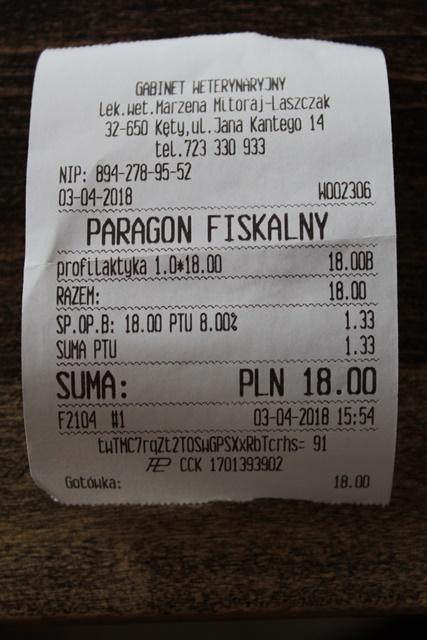 GABINET WETERYNARYJNY
lek.wet.Marzena Mitoraj-Laszczak
32-650 Kęty,ul.Jana Kantego 14
tel.723 330 933
NIP: 894-278-95-52
03-04-2018 W002306
PARAGON FISKALNY
profilaktyka 1.0*18.00 18.00B
RAZEM: 18.00
SP.OP.B: 18.00 PTU 8.00% 1.33
SUMA PTU 1.33
SUMA: PLN 18.00
F2104 #1 03-04-2018 15:54
twTMC7rqZt2TOSWGPSXxRbTcrhs= 91
CCK 1701393902
Gotówka: 18.00